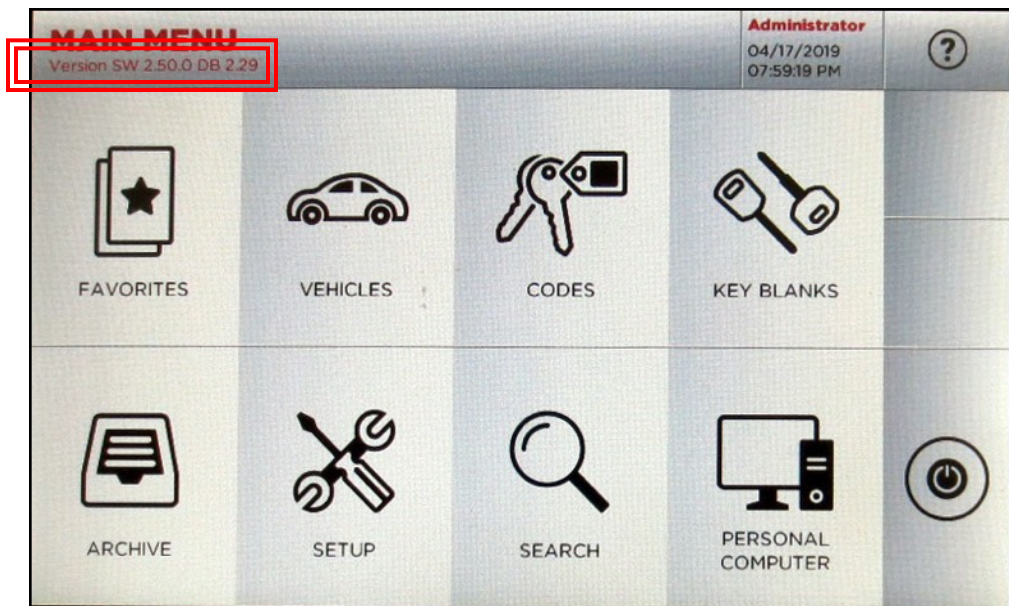 MAIN MENU
Version SW 2.50.0 DB 2.29
Administrator
04/17/2019
07:59:19 PM
?
FAVORITES
VEHICLES
CODES
KEY BLANKS
ARCHIVE
SETUP
SEARCH
PERSONAL
COMPUTER